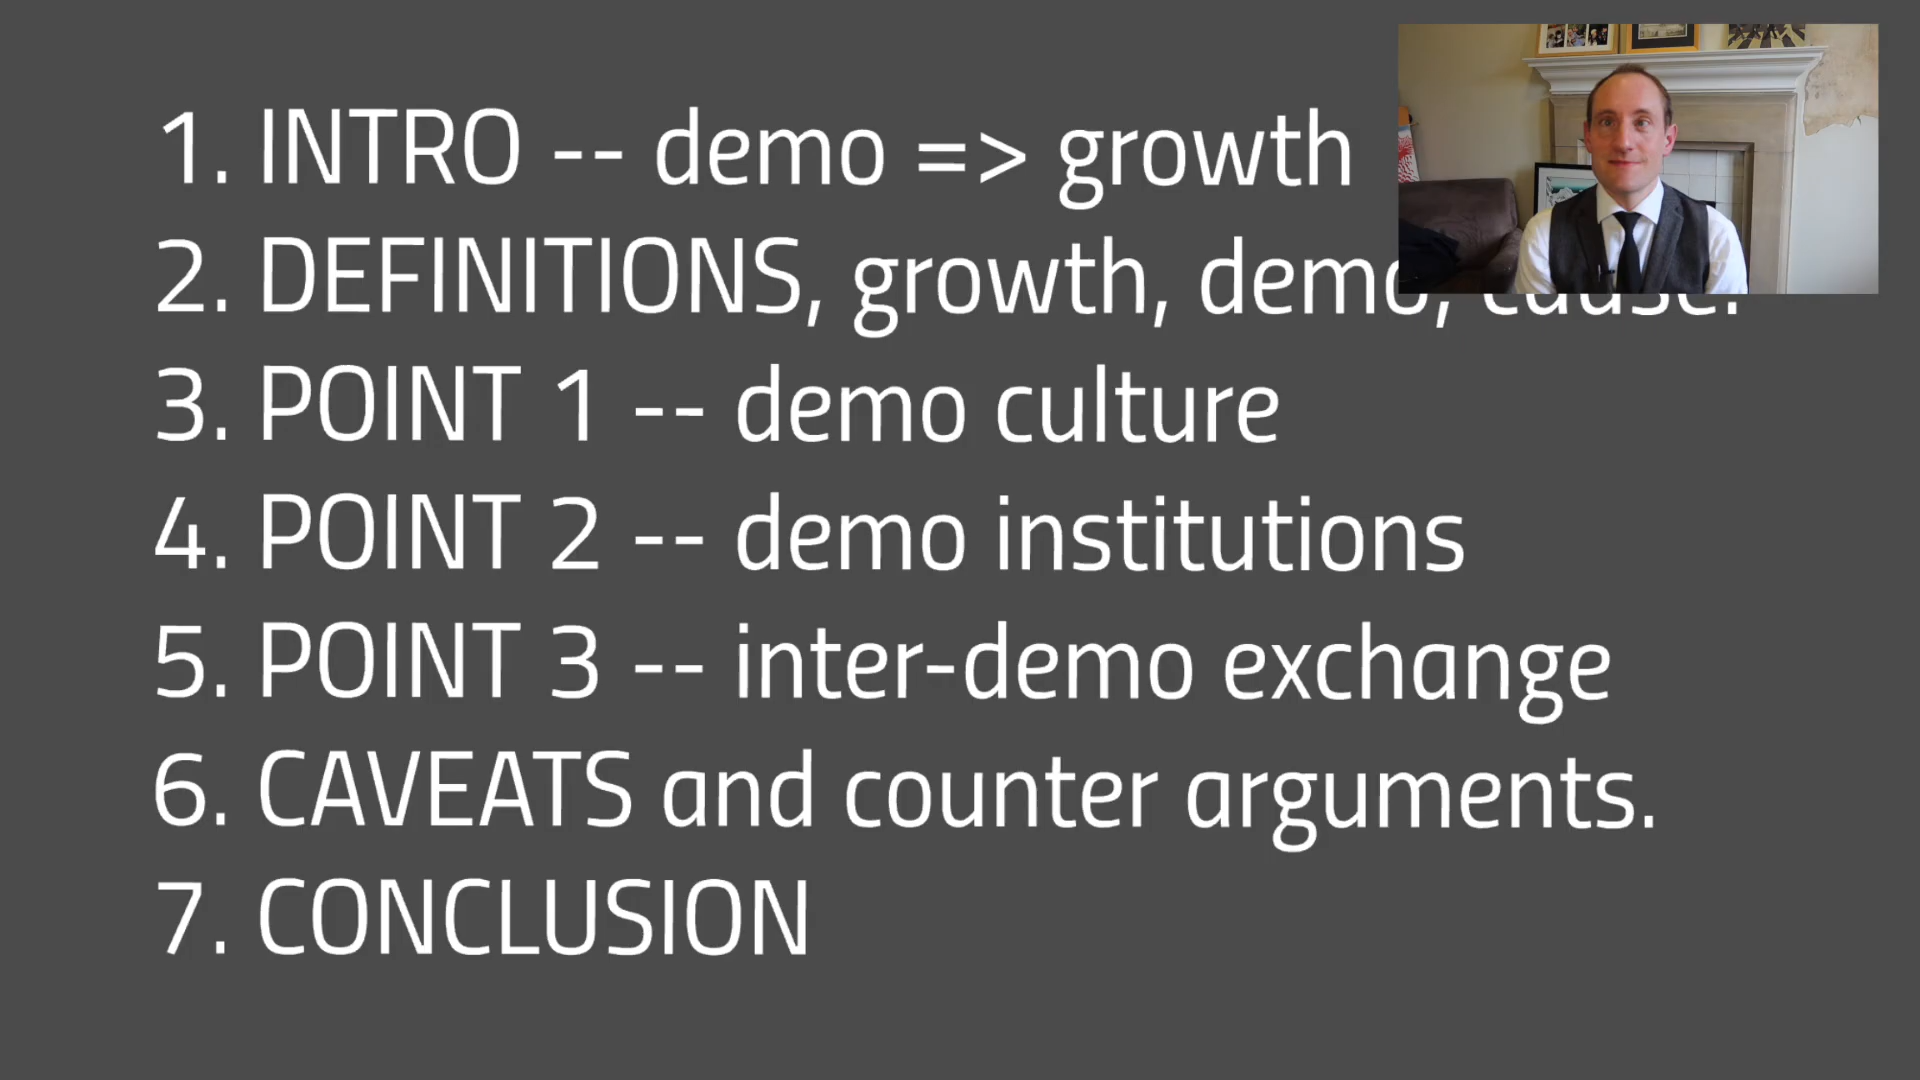 1. INTRO -- demo => growth
2. DEFINITIONS, growth, demo, cause.
3. POINT 1 -- demo culture
4. POINT 2 -- demo institutions
5. POINT 3 -- inter-demo exchange
6. CAVEATS and counter arguments.
7. CONCLUSION